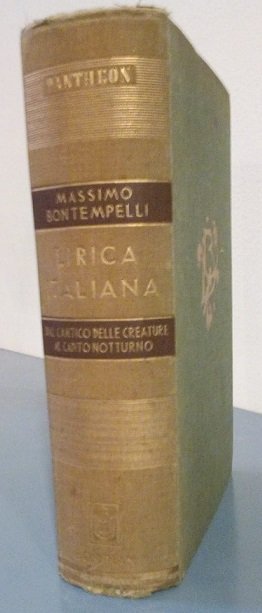 PANTHEON
MASSIMO
BONTEMPELLI
LIRICA
ITALIANA
DAL CANTICO DELLE CREATURE
AL CANTO NOTTURNO